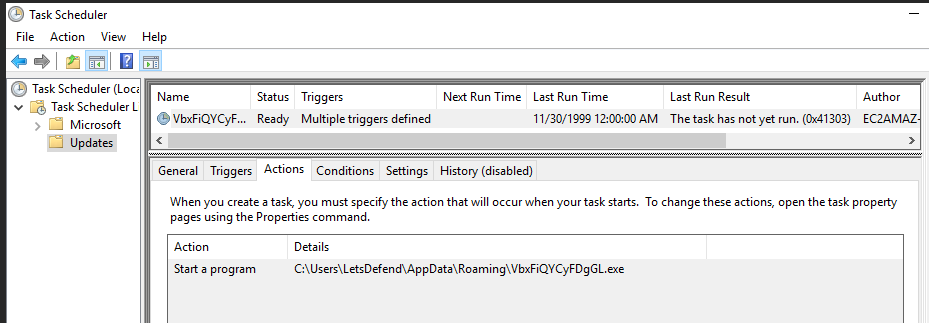 Task Scheduler
File Action View Help
Task Scheduler (Loca
Task Scheduler L
Microsoft
Updates
Name Status Triggers Next Run Time Last Run Time Last Run Result Author
VbxFiQYCyF... Ready Multiple triggers defined 11/30/1999 12:00:00 AM The task has not yet run. (0x41303) EC2AMAZ-
General Triggers Actions Conditions Settings History (disabled)
When you create a task, you must specify the action that will occur when your task starts. To change these actions, open the task property
pages using the Properties command.
Action Details
Start a program C:\Users\LetsDefend\AppData\Roaming\VbxFiQYCyFDgGL.exe